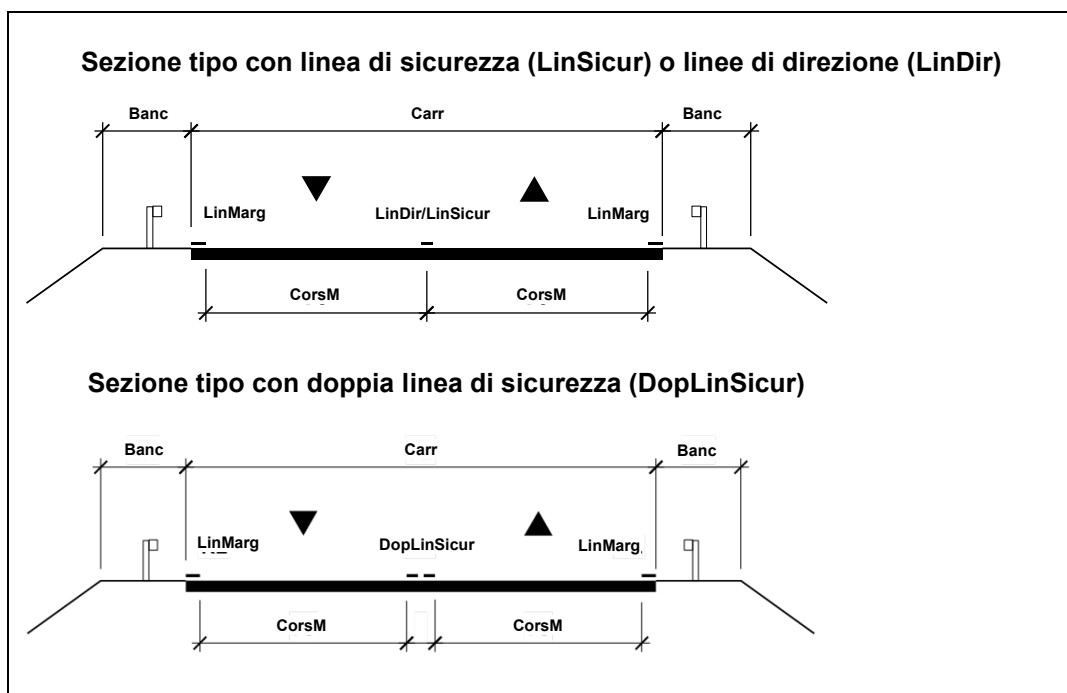 Sezione tipo con linea di sicurezza (LinSicur) o linee di direzione (LinDir)
Banc Carr Banc
LinMarg LinDir/LinSicur LinMarg
CorsM CorsM
Sezione tipo con doppia linea di sicurezza (DopLinSicur)
Banc Carr Banc
LinMarg DopLinSicur LinMarg
CorsM CorsM